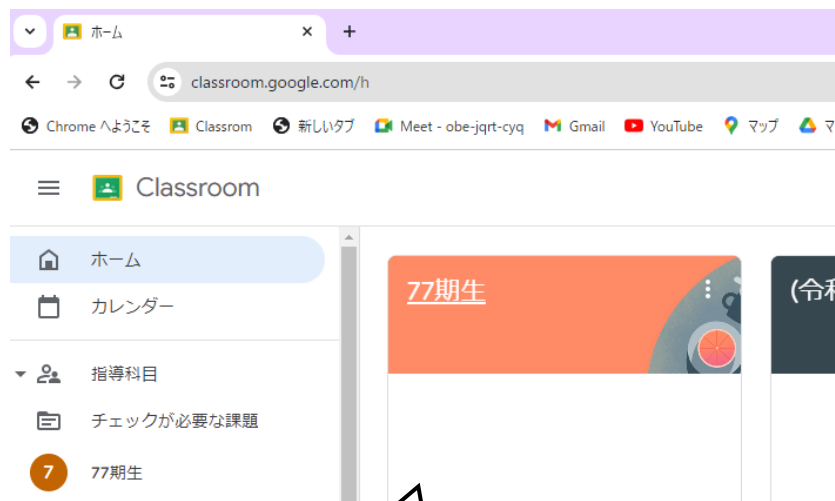 ホーム
classroom.google.com/h
Chrome へようこそ Classrom 新しいタブ Meet - obe-jqrt-cyq Gmail YouTube マップ
Classroom
ホーム
77期生
カレンダー
指導科目
チェックが必要な課題
7 77期生